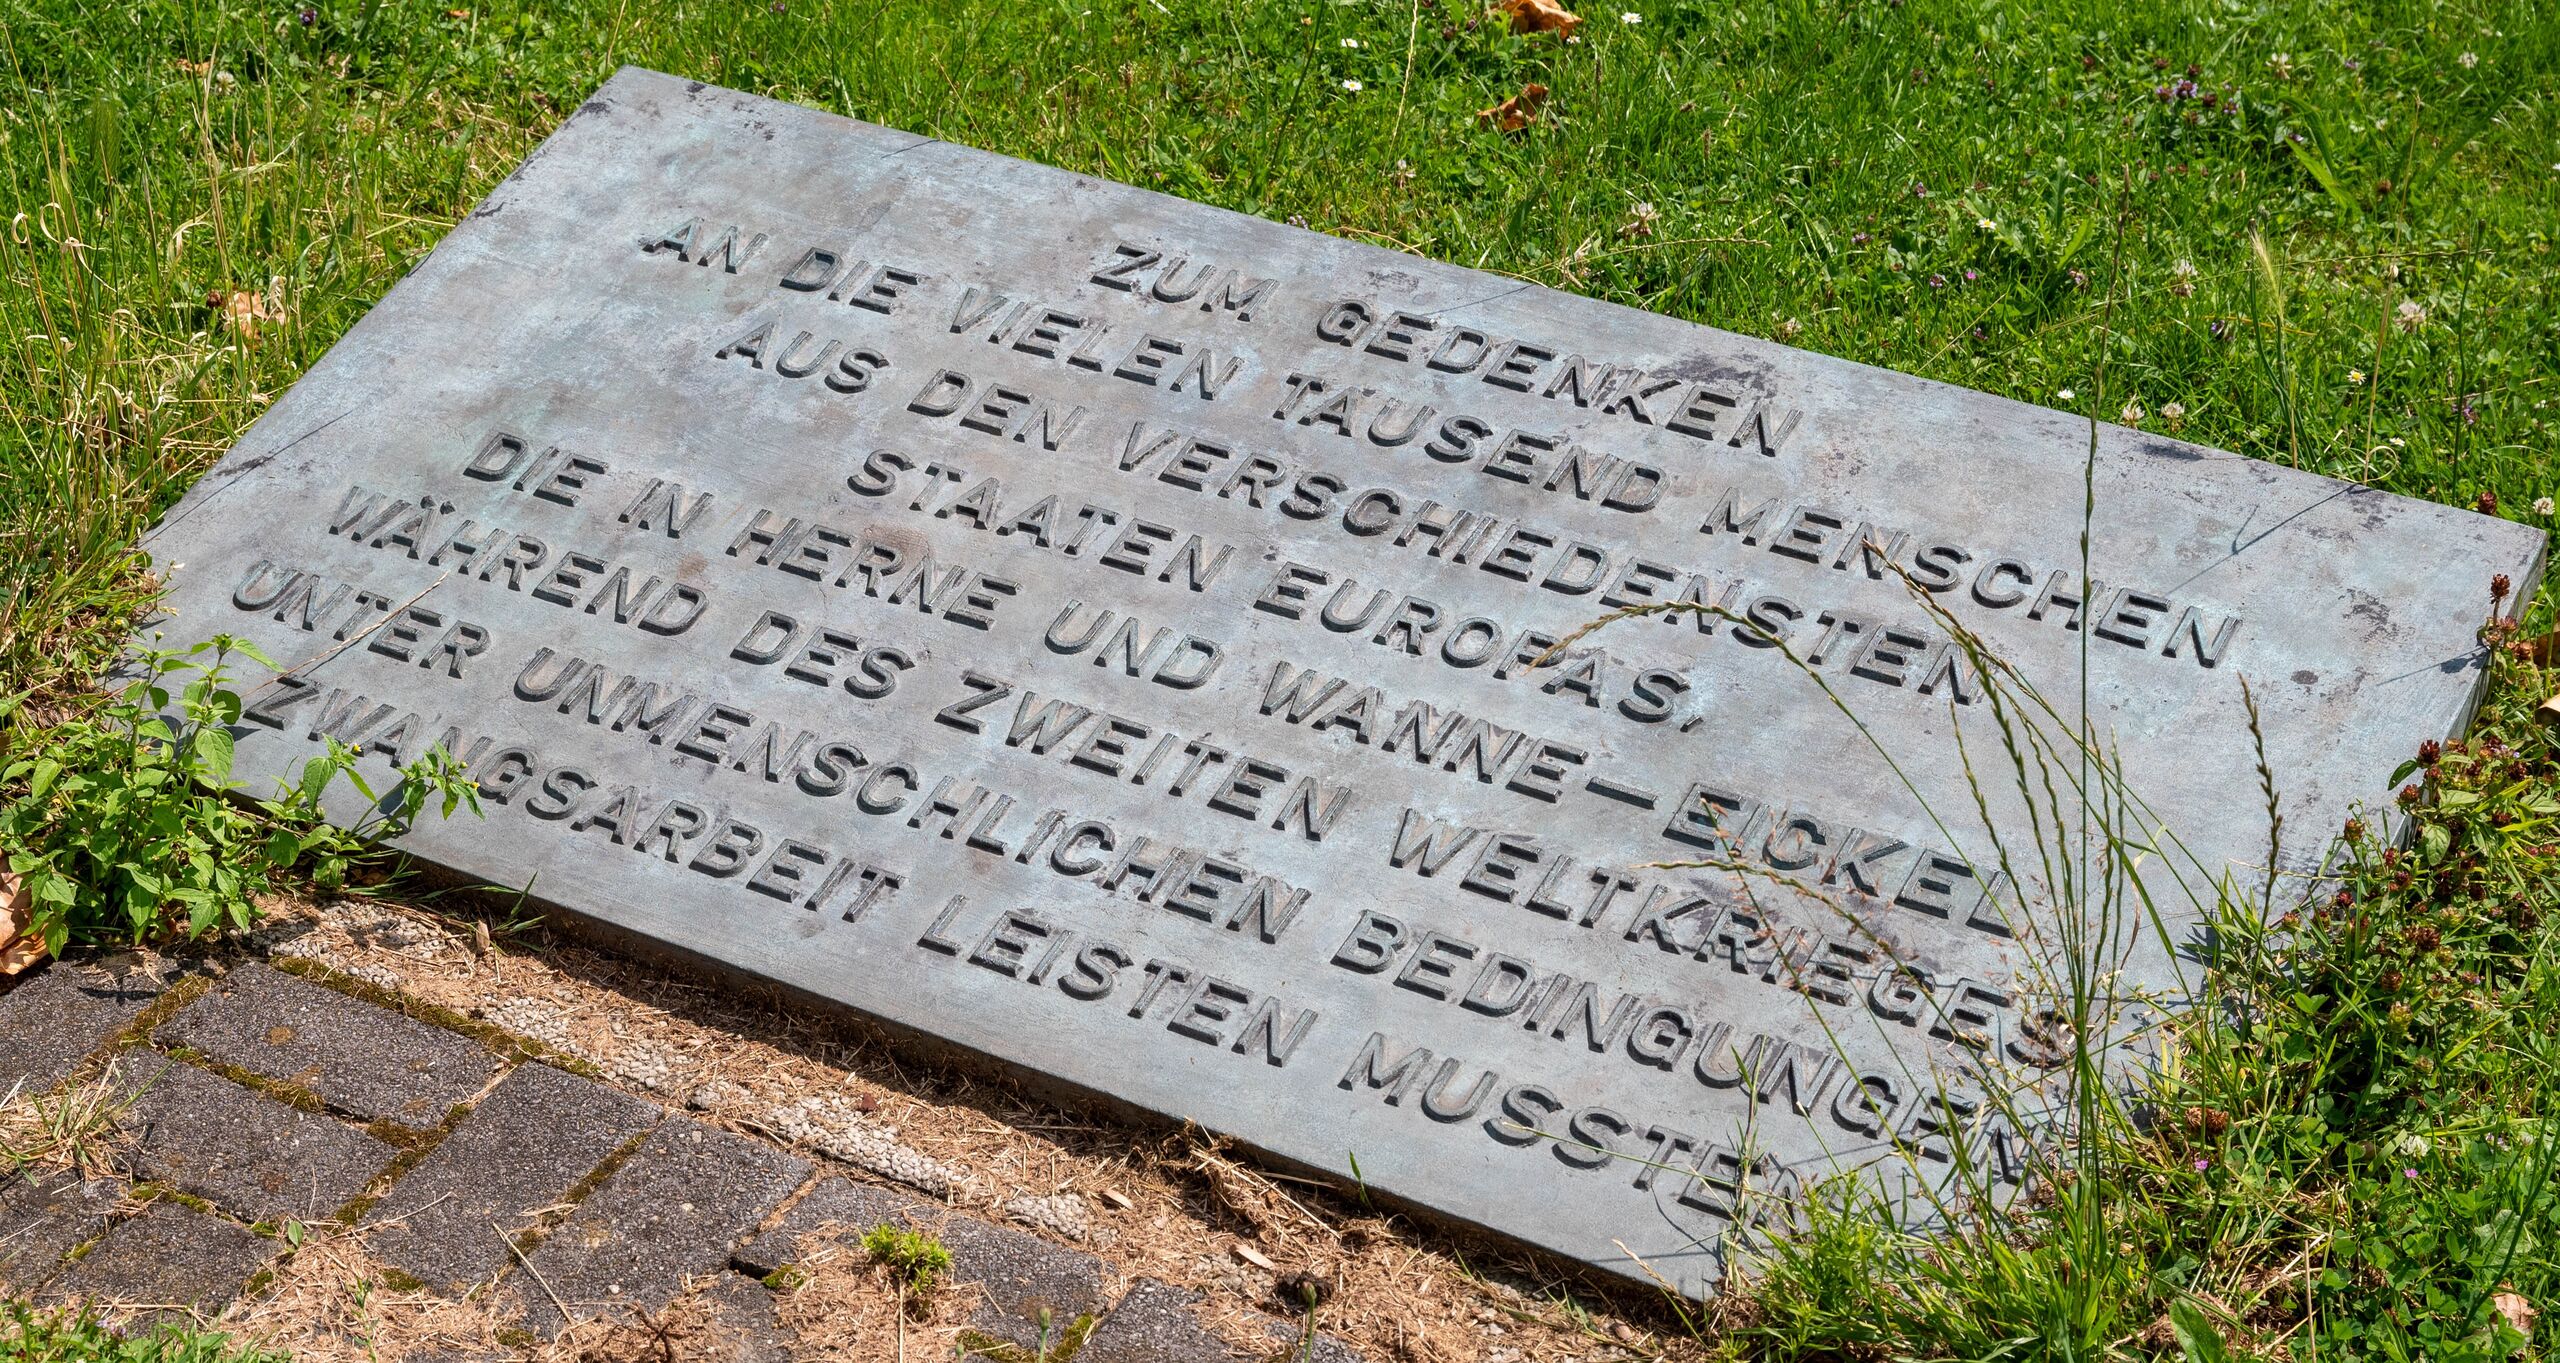 ZUM GEDENKEN
AN DIE VIELEN TAUSEND MENSCHEN
AUS DEN VERSCHIEDENSTEN
STAATEN EUROPAS,
DIE IN HERNE UND WANNE-EICKEL
WÄHREND DES ZWEITEN WELTKRIEGES
UNTER UNMENSCHLICHEN BEDINGUNGEN
ZWANGSARBEIT LEISTEN MUSSTEN